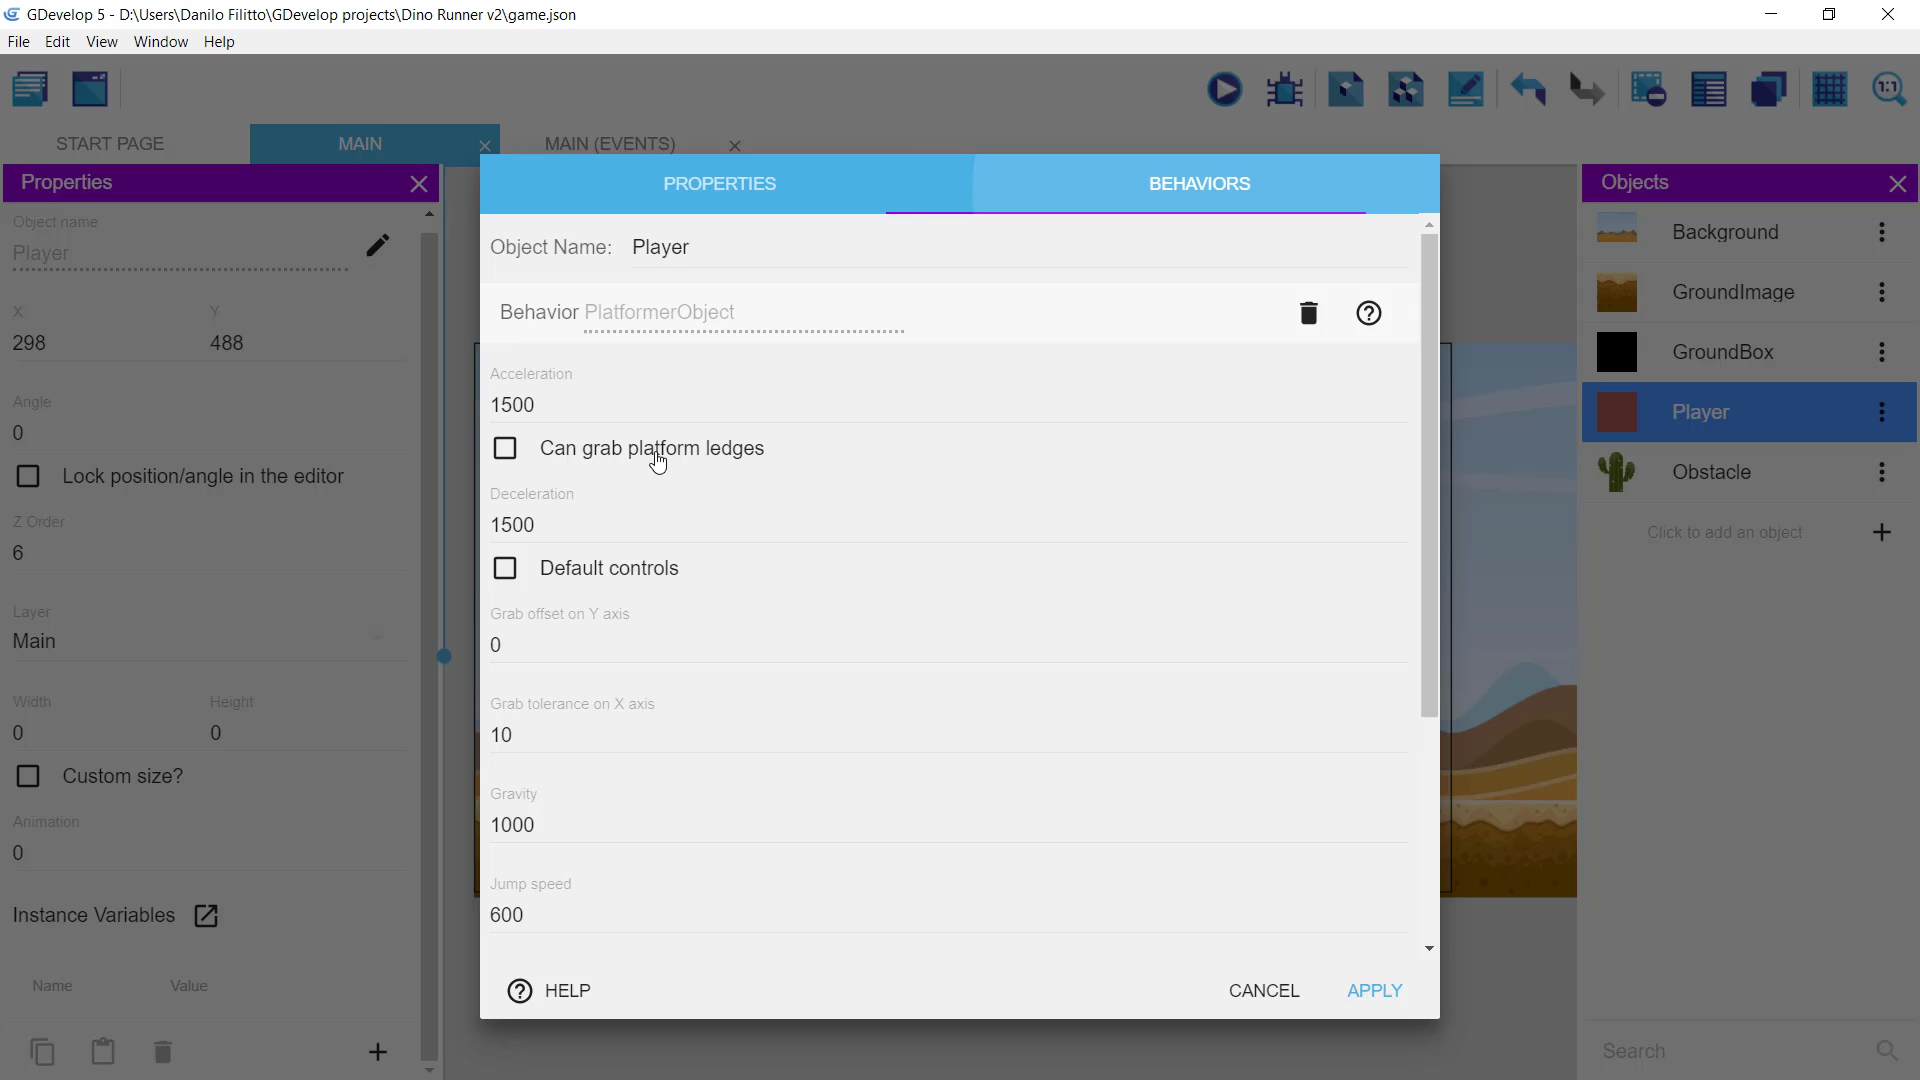 GDevelop 5 - D:\Users\Danilo Filitto\GDevelop projects\Dino Runner v2\game.json
File Edit View Window Help
1:1
START PAGE MAIN MAIN (EVENTS)
Properties
Object name
Player
X Y
298 488
Angle
0
Lock position/angle in the editor
Z Order
6
Layer
Main
Width Height
0 0
Custom size?
Animation
0
Instance Variables
Name Value
PROPERTIES BEHAVIORS
Object Name: Player
Behavior PlatformerObject
Acceleration
1500
Can grab platform ledges
Deceleration
1500
Default controls
Grab offset on Y axis
0
Grab tolerance on X axis
10
Gravity
1000
Jump speed
600
HELP CANCEL APPLY
Objects
Background
GroundImage
GroundBox
Player
Obstacle
Click to add an object
Search